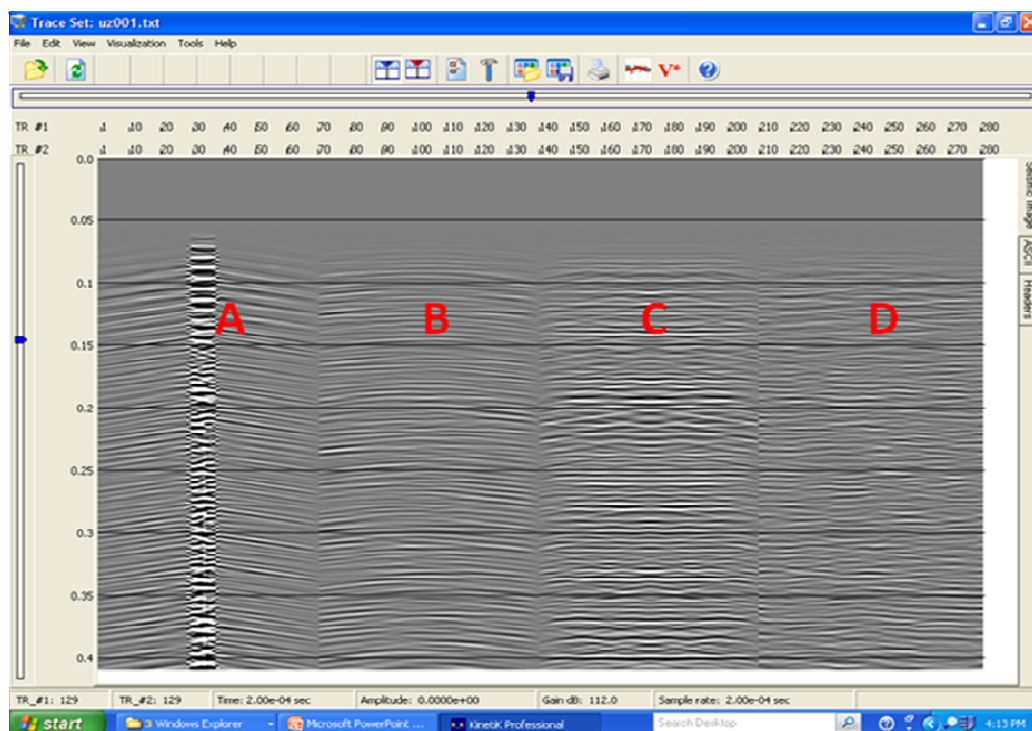 Trace Set: uz001.txt
File Edit View Visualization Tools Help
V*
TR #1 1 10 20 30 40 50 60 70 80 90 100 110 120 130 140 150 160 170 180 190 200 210 220 230 240 250 260 270 280
TR #2 1 10 20 30 40 50 60 70 80 90 100 110 120 130 140 150 160 170 180 190 200 210 220 230 240 250 260 270 280
0.0
0.05
0.1
A B C D
0.15
0.2
0.25
0.3
0.35
0.4
Seismic Image
ASCII
Headers
TR_#1: 129 TR_#2: 129 Time: 2.00e-04 sec Amplitude: 0.0000e+00 Gain dB: 112.0 Sample rate: 2.00e-04 sec
start 3 Windows Explorer Microsoft PowerPoint ... KinetiK Professional Search Desktop 4:13 PM